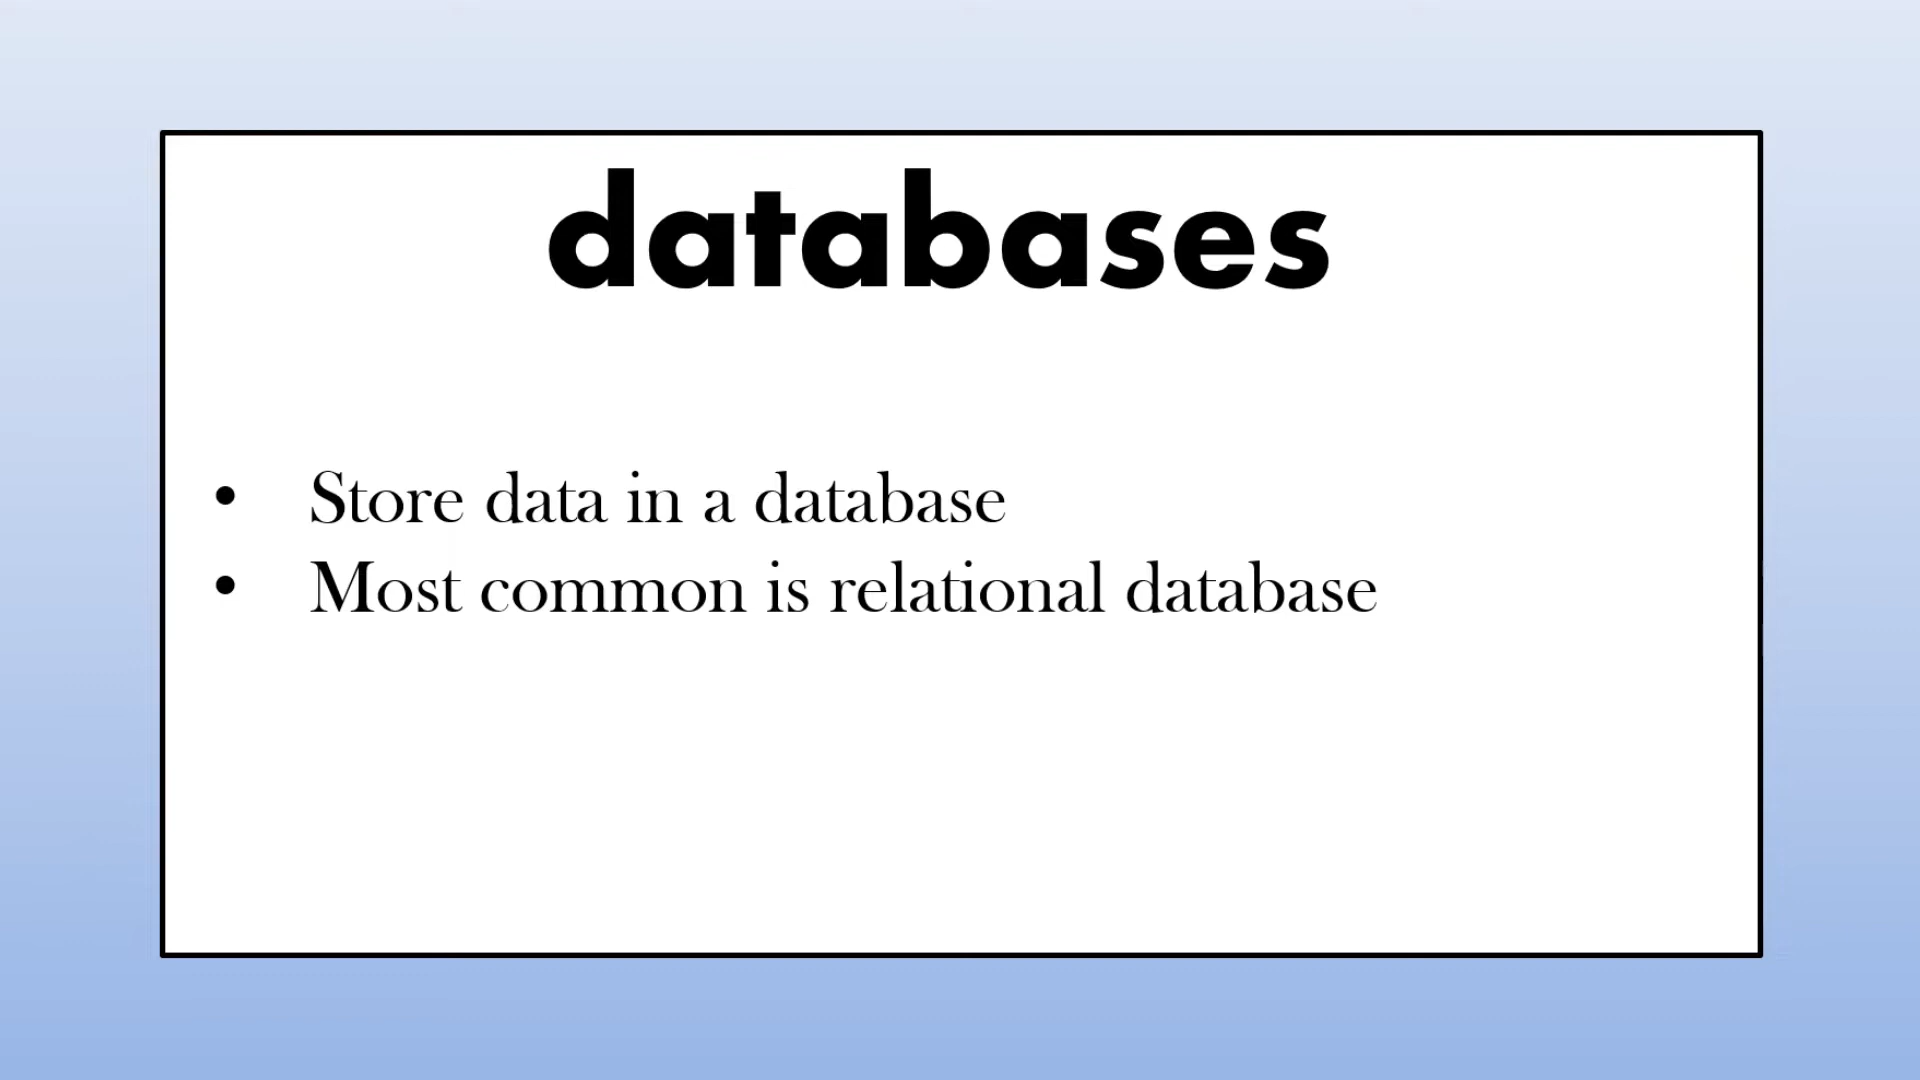 databases
• Store data in a database
• Most common is relational database